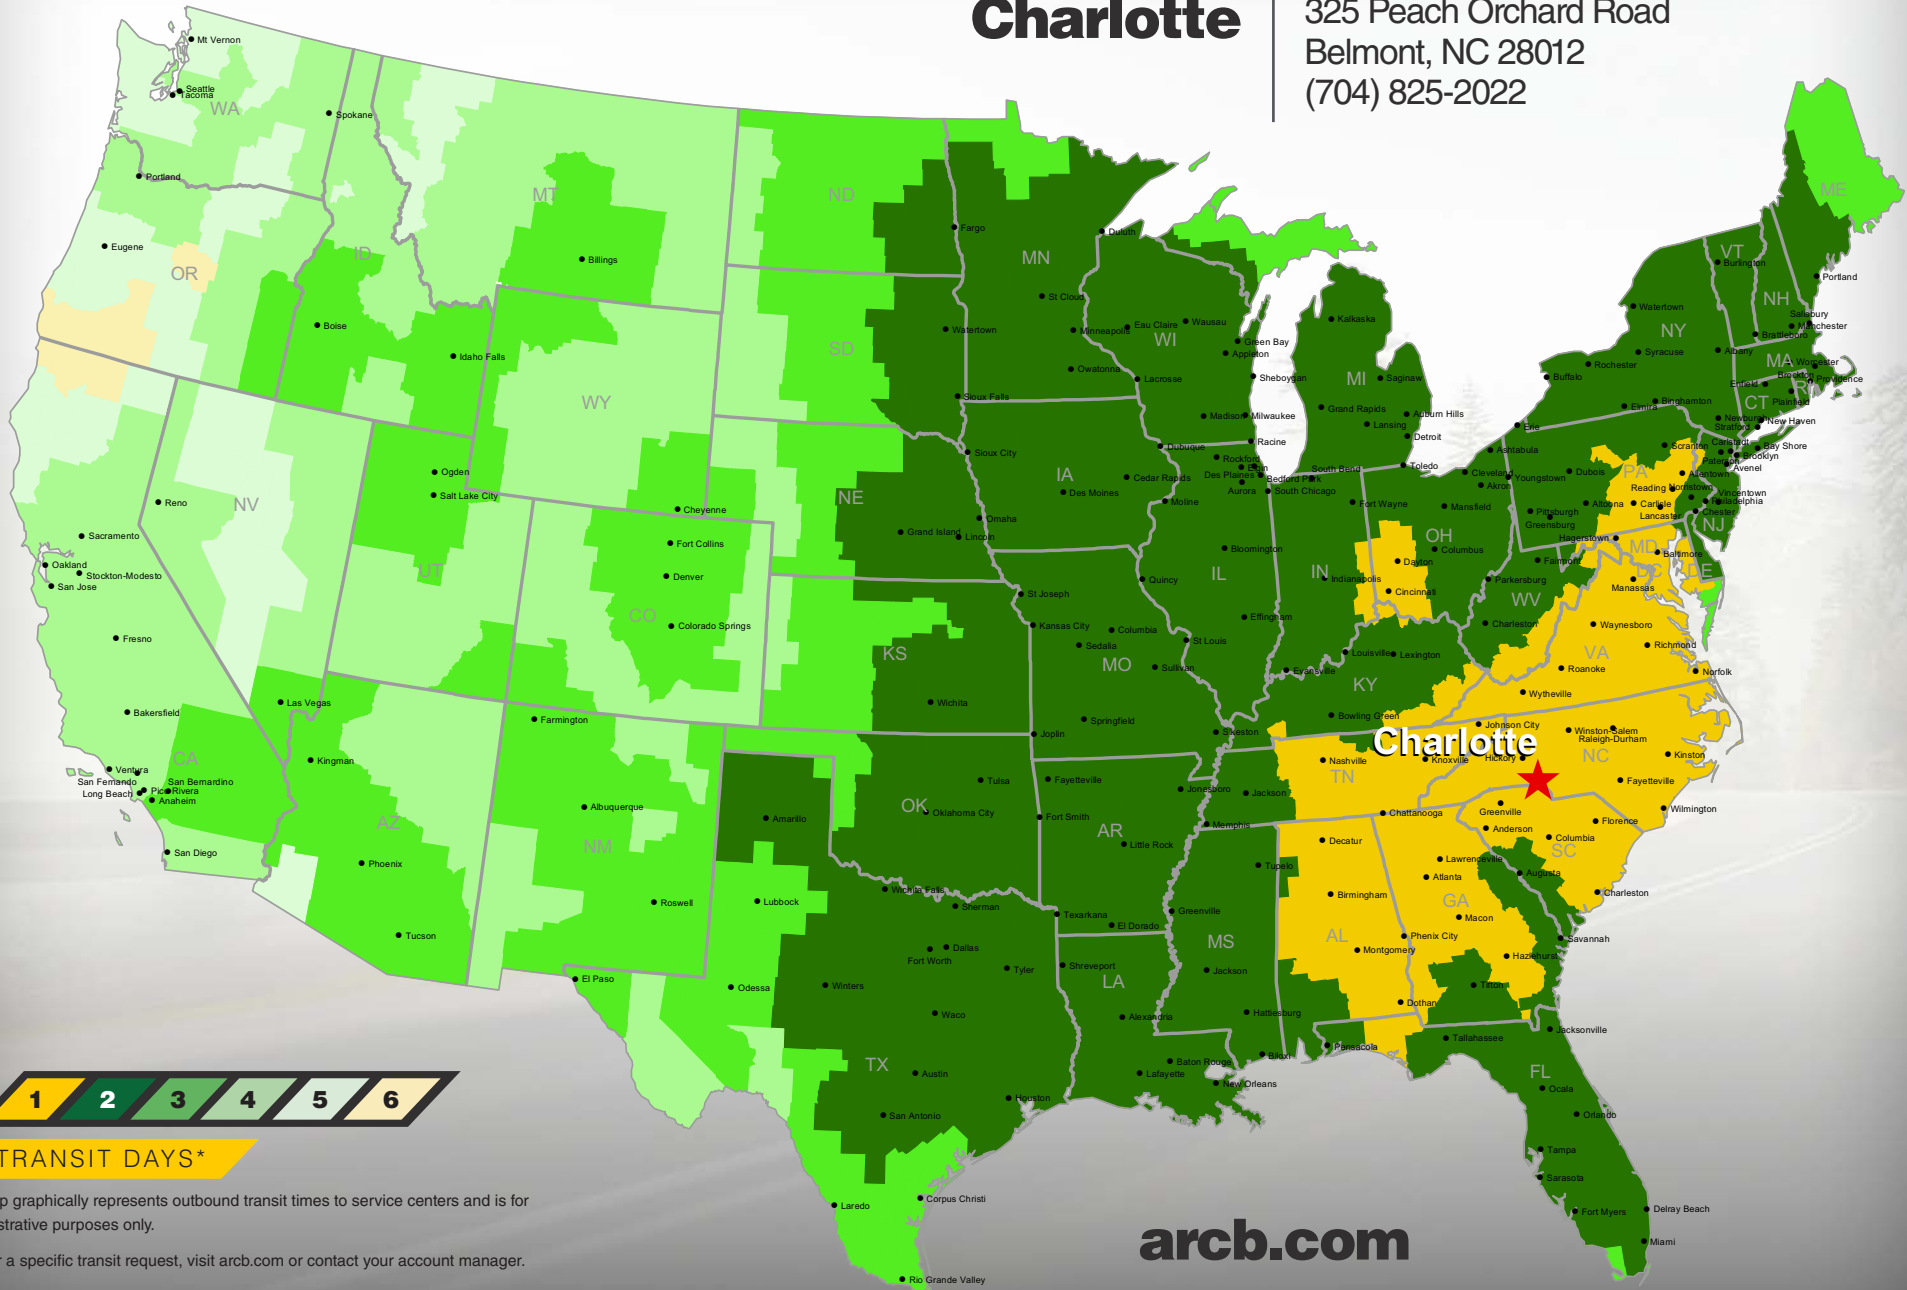 Charlotte
325 Peach Orchard Road
Belmont, NC 28012
(704) 825-2022
Mt Vernon
Seattle
Tacoma
WA
Spokane
Portland
Eugene
OR
ID
Boise
Idaho Falls
MT
Billings
ND
Fargo
MN
Duluth
St Cloud
Minneapolis
Owatonna
Watertown
SD
Sioux Falls
WY
Cheyenne
Eau Claire
Wausau
WI
Green Bay
Appleton
Sheboygan
Lacrosse
Madison
Milwaukee
Racine
Kalkaska
MI
Saginaw
Grand Rapids
Auburn Hills
Lansing
Detroit
ME
VT
Burlington
Portland
NH
Salisbury
Manchester
Brattleboro
Watertown
NY
Syracuse
Rochester
Buffalo
Albany
MA
Worcester
Brockton
Providence
Enfield
RI
CT
Plainfield
Binghamton
Elmira
Newburgh
New Haven
Stratford
Erie
Ashtabula
Scranton
Carlstadt
Bay Shore
Brooklyn
Paterson
Avenel
Allentown
PA
Dubois
Reading
Norristown
Vincentown
Philadelphia
Altoona
Carlisle
Lancaster
Chester
Pittsburgh
Greensburg
NJ
Hagerstown
MD
Baltimore
DC
DE
Manassas
Fairmont
Parkersburg
WV
Charleston
Waynesboro
VA
Richmond
Roanoke
Norfolk
Wytheville
Toledo
Cleveland
Akron
Youngstown
Mansfield
OH
Columbus
Dayton
Cincinnati
South Bend
Fort Wayne
IN
Indianapolis
Evansville
Dubuque
Rockford
Elgin
Des Plaines
Bedford Park
Aurora
South Chicago
Moline
Bloomington
IL
Quincy
Effingham
Sioux City
IA
Cedar Rapids
Des Moines
NE
Omaha
Grand Island
Lincoln
Reno
NV
Ogden
Salt Lake City
UT
Fort Collins
Denver
CO
Colorado Springs
Sacramento
Oakland
Stockton-Modesto
San Jose
Fresno
Bakersfield
CA
Ventura
San Fernando
San Bernardino
Long Beach
Pico Rivera
Anaheim
San Diego
Las Vegas
Kingman
AZ
Phoenix
Tucson
Farmington
Albuquerque
NM
Roswell
KS
Wichita
St Joseph
Kansas City
Columbia
Sedalia
MO
St Louis
Sullivan
Springfield
Joplin
Sikeston
Louisville
Lexington
KY
Bowling Green
Johnson City
Charlotte
Winston-Salem
Raleigh-Durham
NC
Kinston
Hickory
Knoxville
Nashville
TN
Fayetteville
Wilmington
Chattanooga
Greenville
Anderson
Florence
Columbia
SC
Lawrenceville
Augusta
Atlanta
Charleston
GA
Macon
Savannah
Phenix City
Hazlehurst
Tifton
Decatur
Birmingham
AL
Montgomery
Dothan
Jackson
Memphis
Tupelo
Greenville
MS
Jackson
Hattiesburg
Biloxi
Tulsa
OK
Oklahoma City
Fayetteville
Jonesboro
Fort Smith
AR
Little Rock
Texarkana
El Dorado
Shreveport
LA
Alexandria
Baton Rouge
Lafayette
New Orleans
Amarillo
Lubbock
Wichita Falls
Sherman
Dallas
Fort Worth
Tyler
El Paso
Odessa
Winters
Waco
TX
Austin
Houston
San Antonio
Laredo
Corpus Christi
Rio Grande Valley
Pensacola
Tallahassee
Jacksonville
FL
Ocala
Orlando
Tampa
Sarasota
Fort Myers
Delray Beach
Miami
1 2 3 4 5 6
TRANSIT DAYS*
p graphically represents outbound transit times to service centers and is for
strative purposes only.
r a specific transit request, visit arcb.com or contact your account manager.
arcb.com